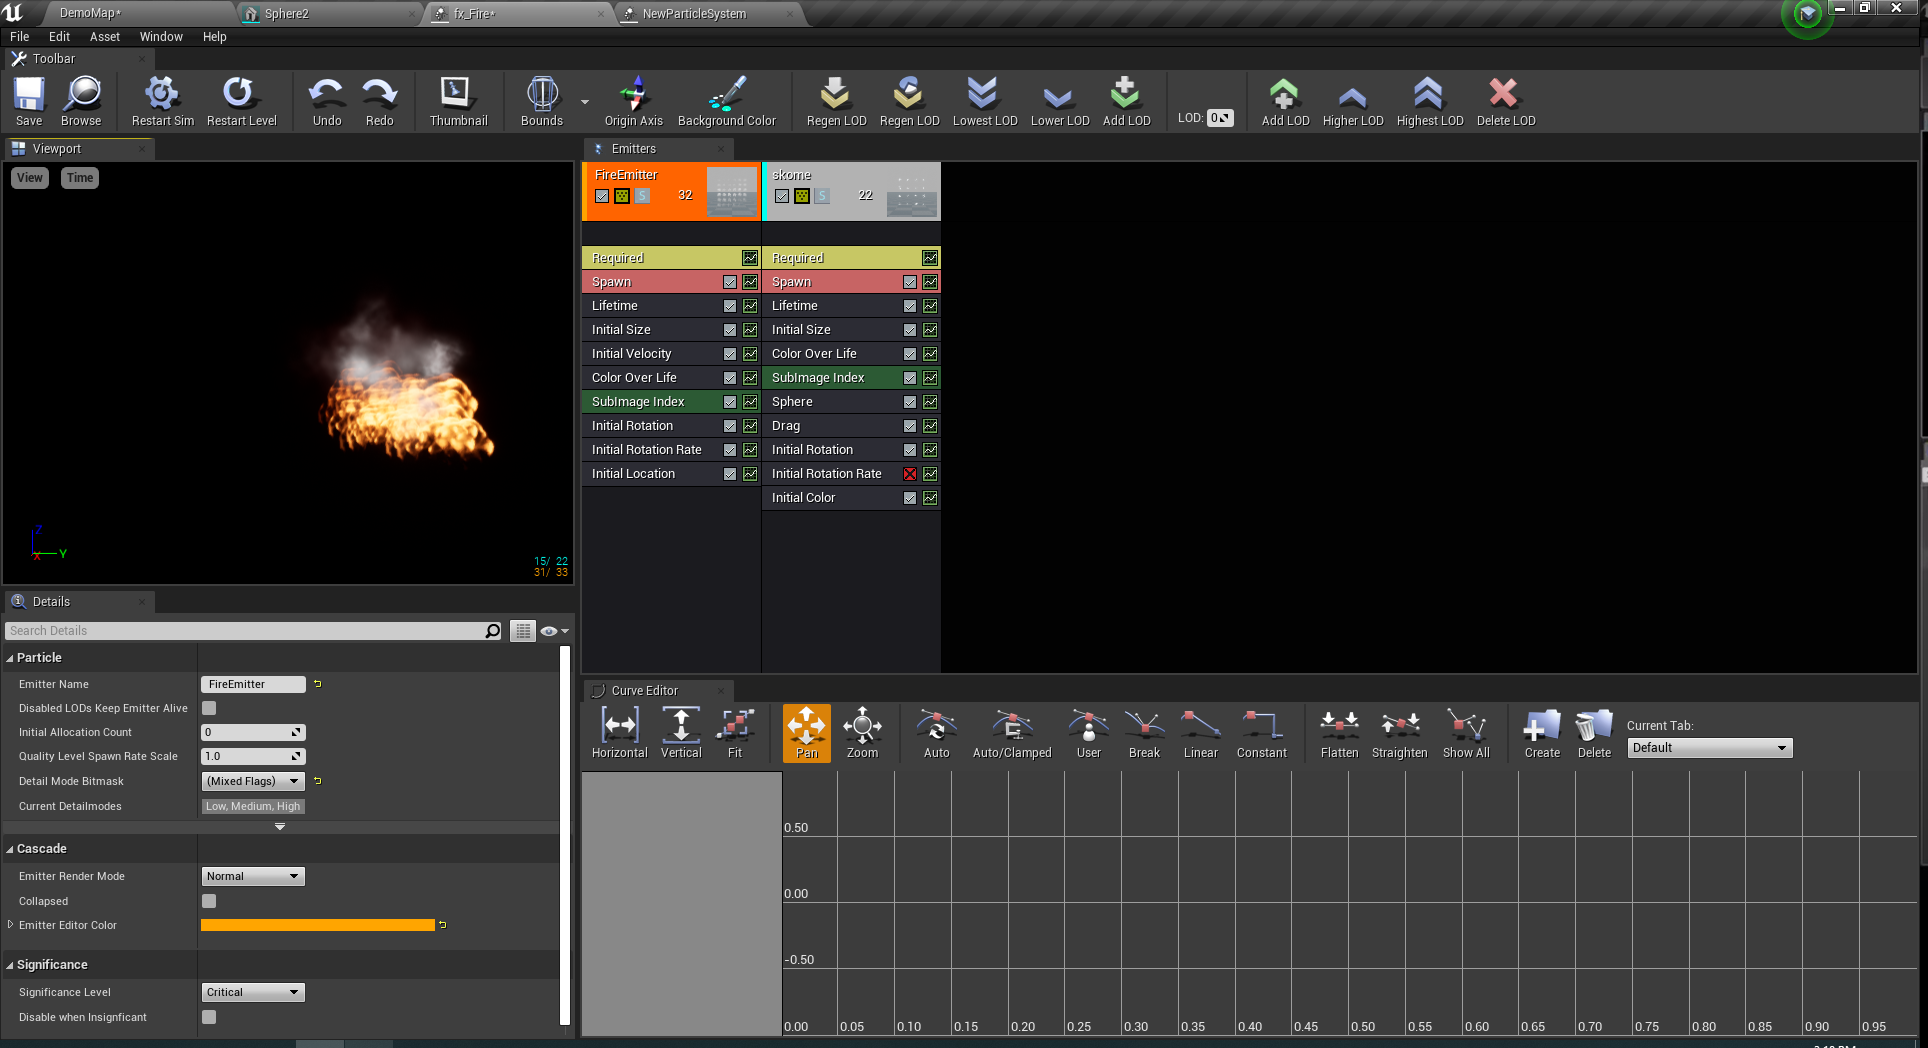 DemoMap*
Sphere2
fx_Fire*
NewParticleSystem
File Edit Asset Window Help
Toolbar
Save Browse Restart Sim Restart Level Undo Redo Thumbnail Bounds Origin Axis Background Color Regen LOD Regen LOD Lowest LOD Lower LOD Add LOD LOD: 0 Add LOD Higher LOD Highest LOD Delete LOD
Viewport
View Time
Z
X Y
15/ 22
31/ 33
Emitters
FireEmitter
S 32
Required
Spawn
Lifetime
Initial Size
Initial Velocity
Color Over Life
SubImage Index
Initial Rotation
Initial Rotation Rate
Initial Location
skome
S 22
Required
Spawn
Lifetime
Initial Size
Color Over Life
SubImage Index
Sphere
Drag
Initial Rotation
Initial Rotation Rate
Initial Color
Details
Search Details
Particle
Emitter Name FireEmitter
Disabled LODs Keep Emitter Alive
Initial Allocation Count 0
Quality Level Spawn Rate Scale 1.0
Detail Mode Bitmask (Mixed Flags)
Current Detailmodes Low, Medium, High
Cascade
Emitter Render Mode Normal
Collapsed
Emitter Editor Color
Significance
Significance Level Critical
Disable when Insignficant
Curve Editor
Horizontal Vertical Fit Pan Zoom Auto Auto/Clamped User Break Linear Constant Flatten Straighten Show All Create Delete
Current Tab:
Default
0.50
0.00
-0.50
0.00 0.05 0.10 0.15 0.20 0.25 0.30 0.35 0.40 0.45 0.50 0.55 0.60 0.65 0.70 0.75 0.80 0.85 0.90 0.95